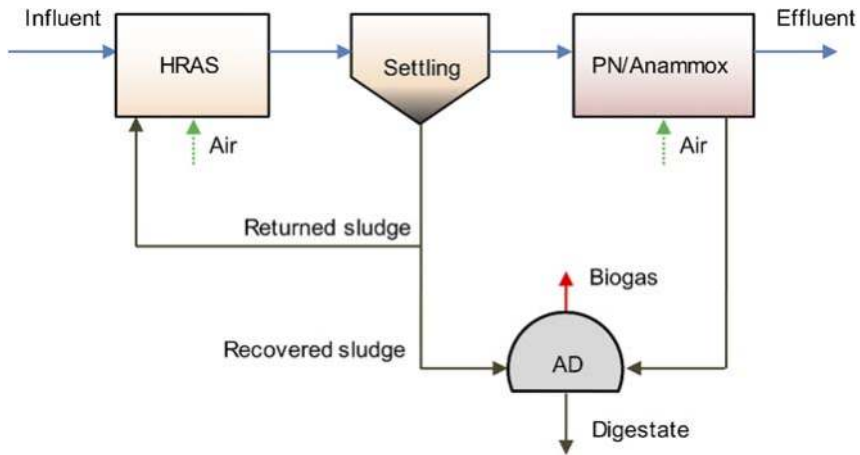 Influent
Effluent
HRAS
Settling
PN/Anammox
Air
Air
Returned sludge
Biogas
Recovered sludge
AD
Digestate